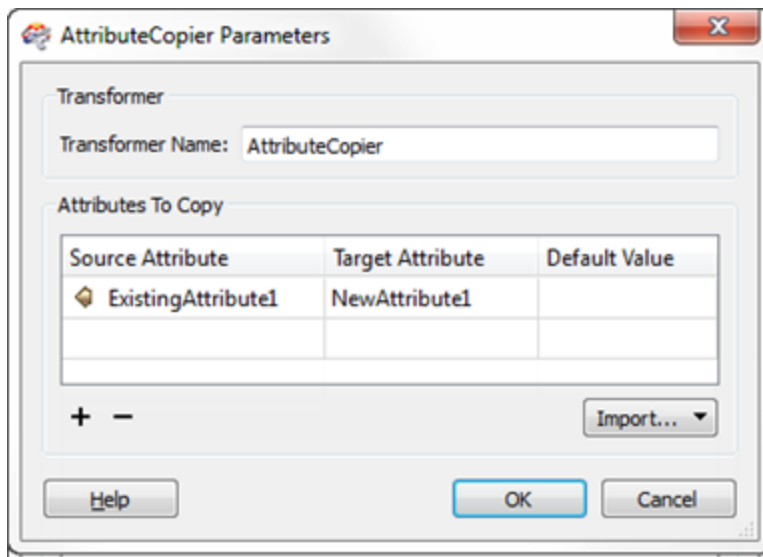 AttributeCopier Parameters
Transformer
Transformer Name: AttributeCopier
Attributes To Copy
Source Attribute Target Attribute Default Value
ExistingAttribute1 NewAttribute1
+ −
Import...
Help OK Cancel